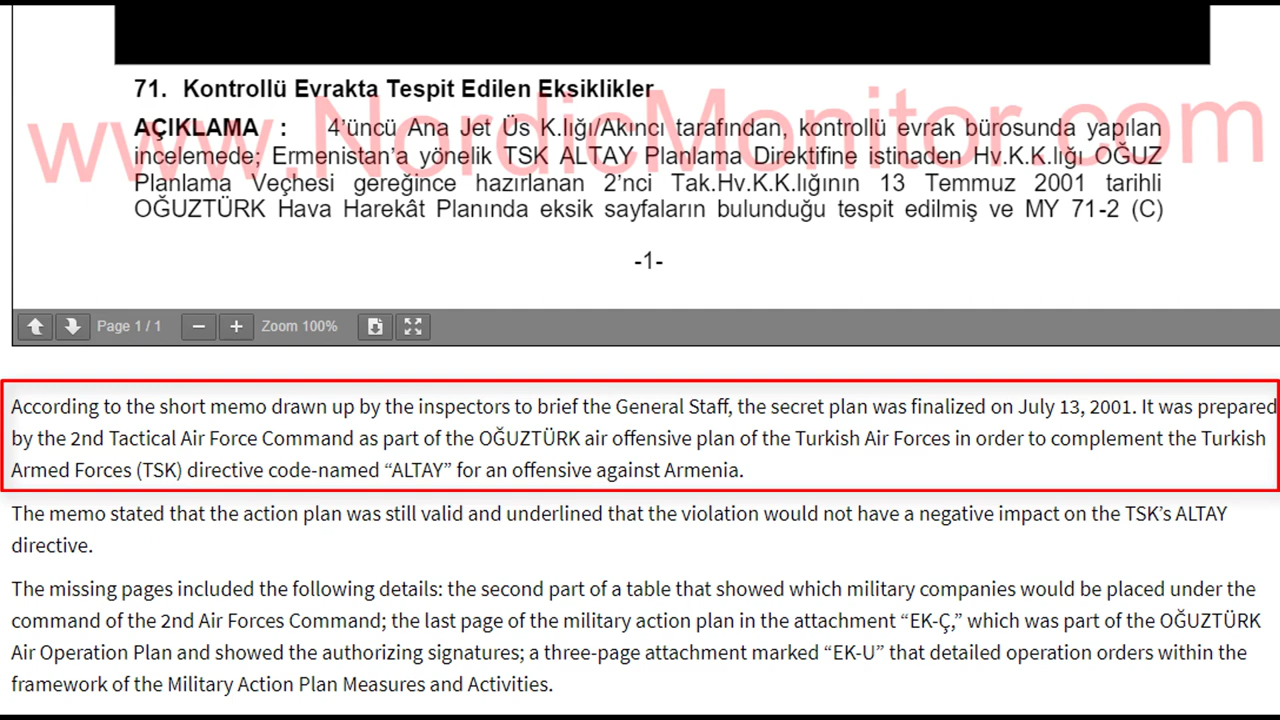 71. Kontrollü Evrakta Tespit Edilen Eksiklikler
www.NordicMonitor.com
AÇIKLAMA : 4'üncü Ana Jet Üs K.lığı/Akıncı tarafından, kontrollü evrak bürosunda yapılan
incelemede; Ermenistan'a yönelik TSK ALTAY Planlama Direktifine istinaden Hv.K.K.lığı OĞUZ
Planlama Veçhesi gereğince hazırlanan 2'nci Tak.Hv.K.K.lığının 13 Temmuz 2001 tarihli
OĞUZTÜRK Hava Harekât Planında eksik sayfaların bulunduğu tespit edilmiş ve MY 71-2 (C)
-1-
Page 1 / 1 Zoom 100%
According to the short memo drawn up by the inspectors to brief the General Staff, the secret plan was finalized on July 13, 2001. It was prepared
by the 2nd Tactical Air Force Command as part of the OĞUZTÜRK air offensive plan of the Turkish Air Forces in order to complement the Turkish
Armed Forces (TSK) directive code-named “ALTAY” for an offensive against Armenia.
The memo stated that the action plan was still valid and underlined that the violation would not have a negative impact on the TSK’s ALTAY
directive.
The missing pages included the following details: the second part of a table that showed which military companies would be placed under the
command of the 2nd Air Forces Command; the last page of the military action plan in the attachment “EK-Ç,” which was part of the OĞUZTÜRK
Air Operation Plan and showed the authorizing signatures; a three-page attachment marked “EK-U” that detailed operation orders within the
framework of the Military Action Plan Measures and Activities.